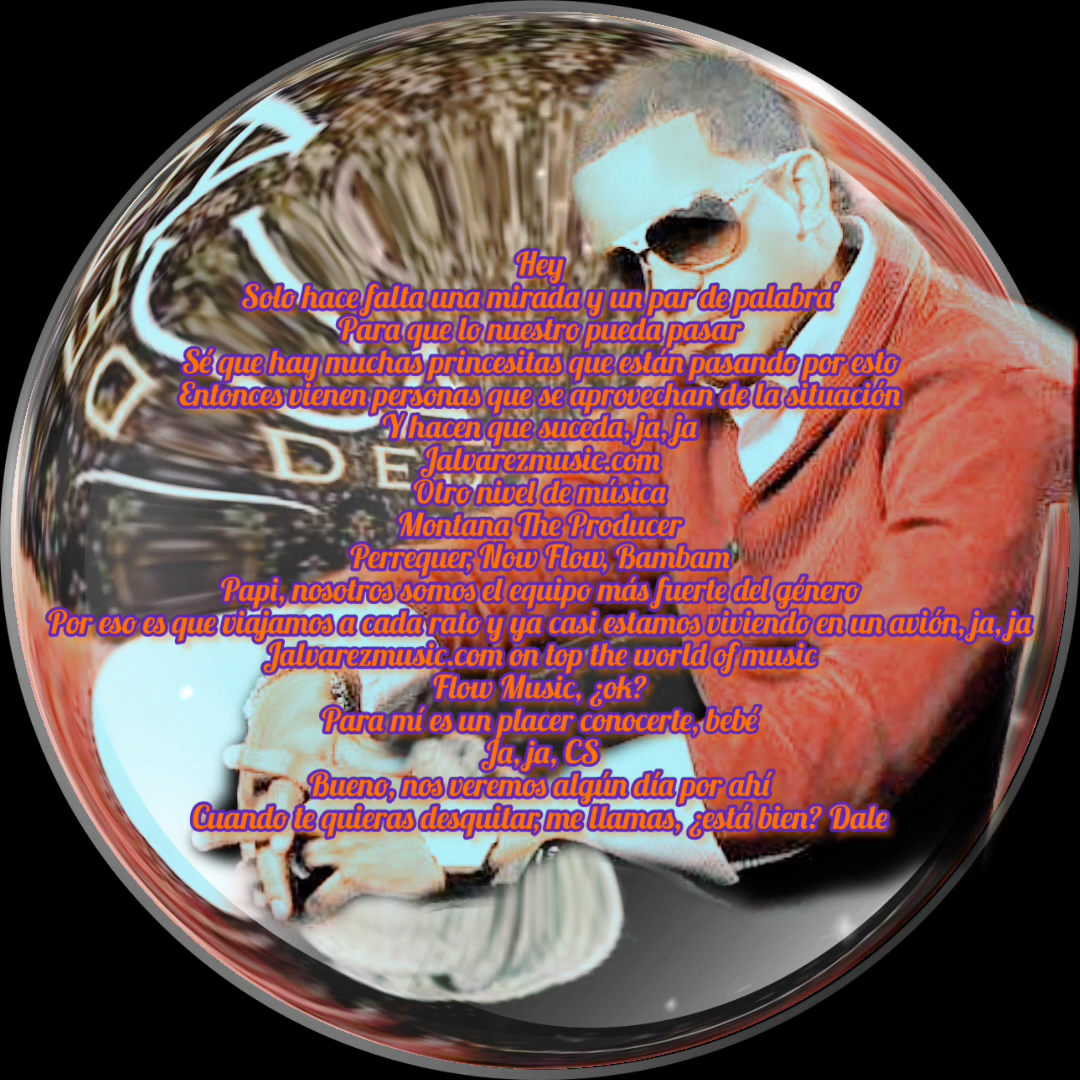 DE
Hey
Solo hace falta una mirada y un par de palabra'
Para que lo nuestro pueda pasar
Sé que hay muchas princesitas que están pasando por esto
Entonces vienen personas que se aprovechan de la situación
Y hacen que suceda, ja, ja
Jalvarezmusic.com
Otro nivel de música
Montana The Producer
Perrequer, Now Flow, Bambam
Papi, nosotros somos el equipo más fuerte del género
Por eso es que viajamos a cada rato y ya casi estamos viviendo en un avión, ja, ja
Jalvarezmusic.com on top the world of music
Flow Music, ¿ok?
Para mí es un placer conocerte, bebé
Ja, ja, CS
Bueno, nos veremos algún día por ahí
Cuando te quieras desquitar, me llamas, ¿está bien? Dale